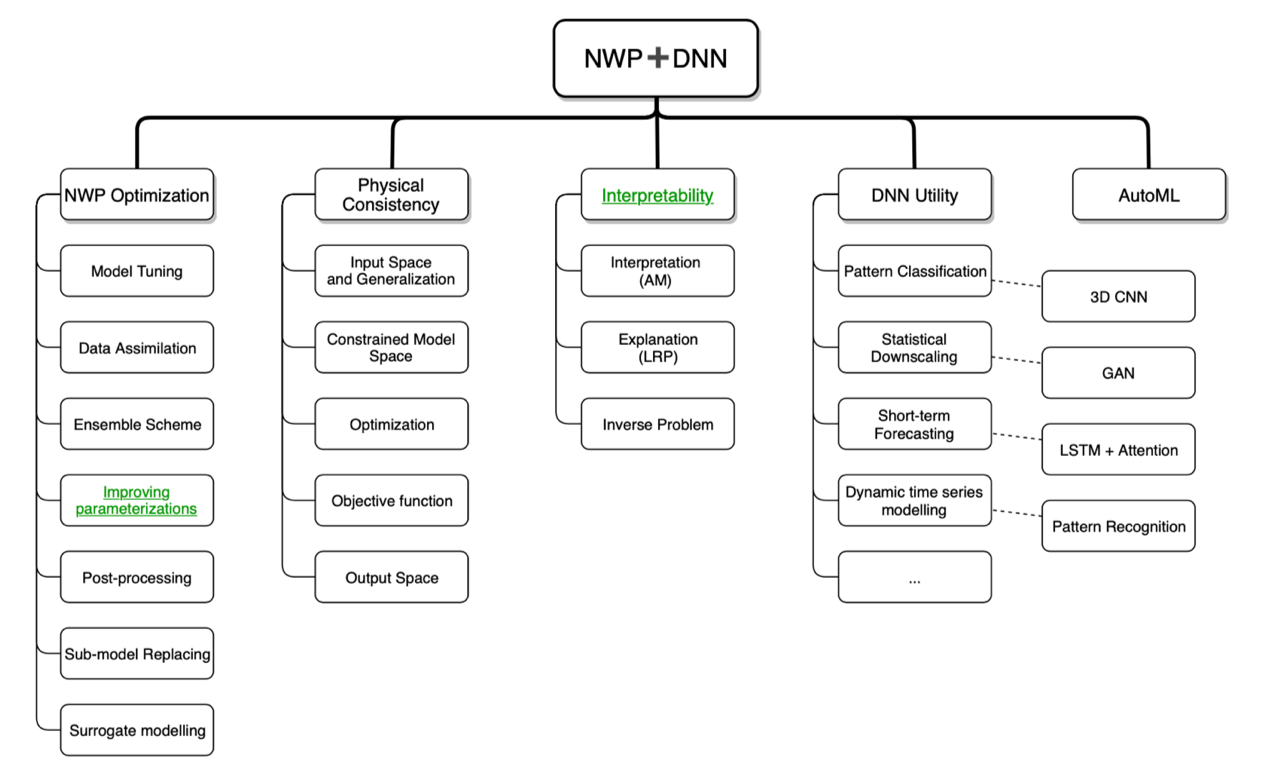 NWP➕DNN
NWP Optimization
Model Tuning
Data Assimilation
Ensemble Scheme
Improving
parameterizations
Post-processing
Sub-model Replacing
Surrogate modelling
Physical
Consistency
Input Space
and Generalization
Constrained Model
Space
Optimization
Objective function
Output Space
Interpretability
Interpretation
(AM)
Explanation
(LRP)
Inverse Problem
DNN Utility
Pattern Classification
Statistical
Downscaling
Short-term
Forecasting
Dynamic time series
modelling
...
3D CNN
GAN
LSTM + Attention
Pattern Recognition
AutoML